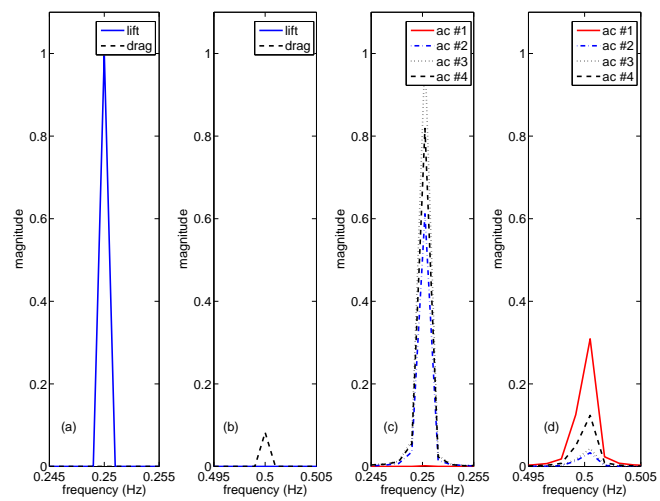 lift
drag
magnitude
1
0.8
0.6
0.4
0.2
0
(a)
0.245 0.25 0.255
frequency (Hz)
lift
drag
magnitude
1
0.8
0.6
0.4
0.2
0
(b)
0.495 0.5 0.505
frequency (Hz)
ac #1
ac #2
ac #3
ac #4
magnitude
1
0.8
0.6
0.4
0.2
0
(c)
0.245 0.25 0.255
frequency (Hz)
ac #1
ac #2
ac #3
ac #4
magnitude
1
0.8
0.6
0.4
0.2
0
(d)
0.495 0.5 0.505
frequency (Hz)